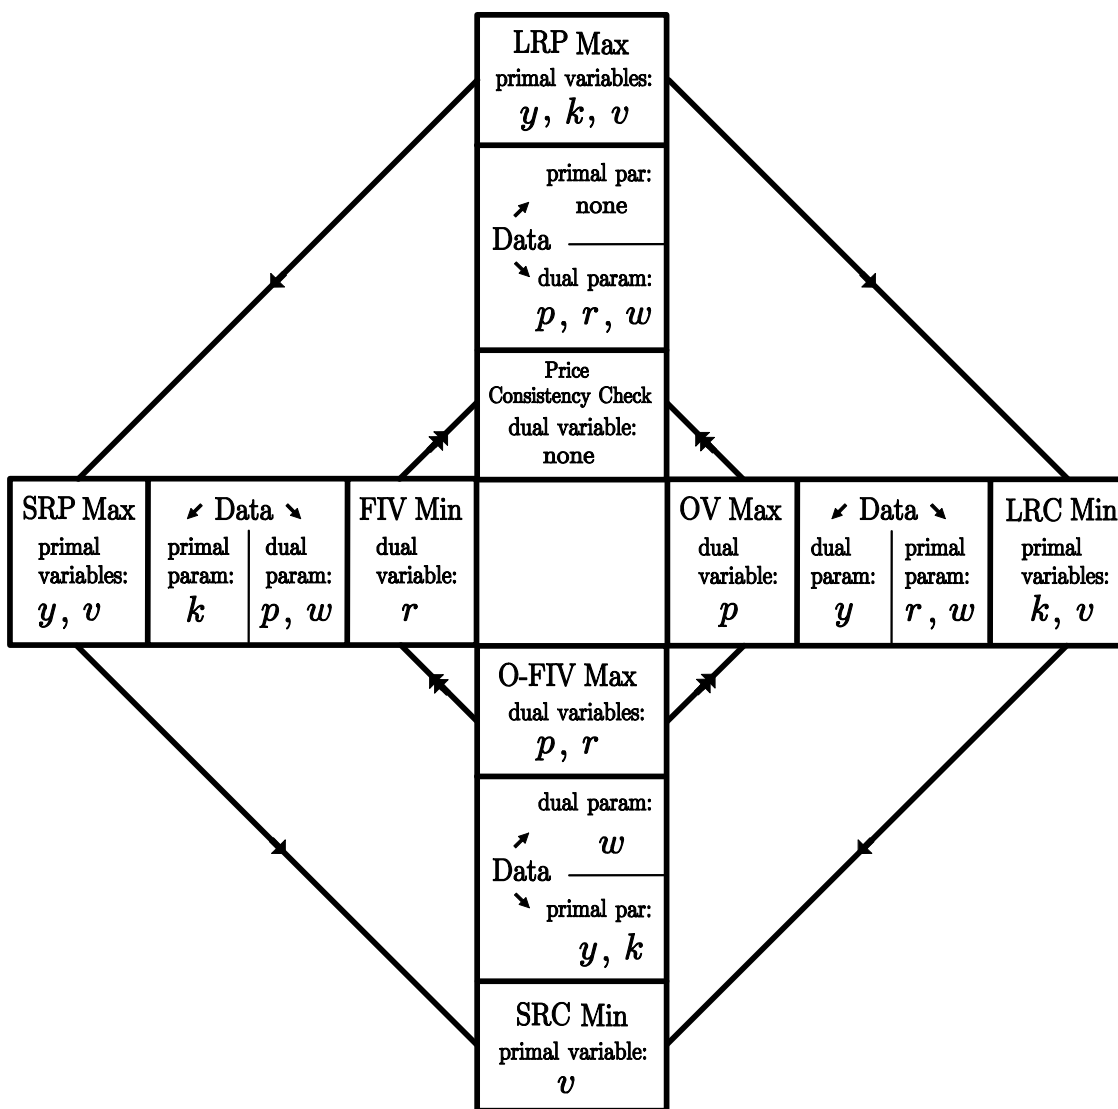 LRP Max
primal variables:
y, k, v
primal par:
none
Data
dual param:
p, r, w
Price
Consistency Check
dual variable:
none
SRP Max
primal
variables:
y, v
Data
primal
param:
k
dual
param:
p, w
FIV Min
dual
variable:
r
OV Max
dual
variable:
p
Data
dual
param:
y
primal
param:
r, w
LRC Min
primal
variables:
k, v
O-FIV Max
dual variables:
p, r
dual param:
w
Data
primal par:
y, k
SRC Min
primal variable:
v